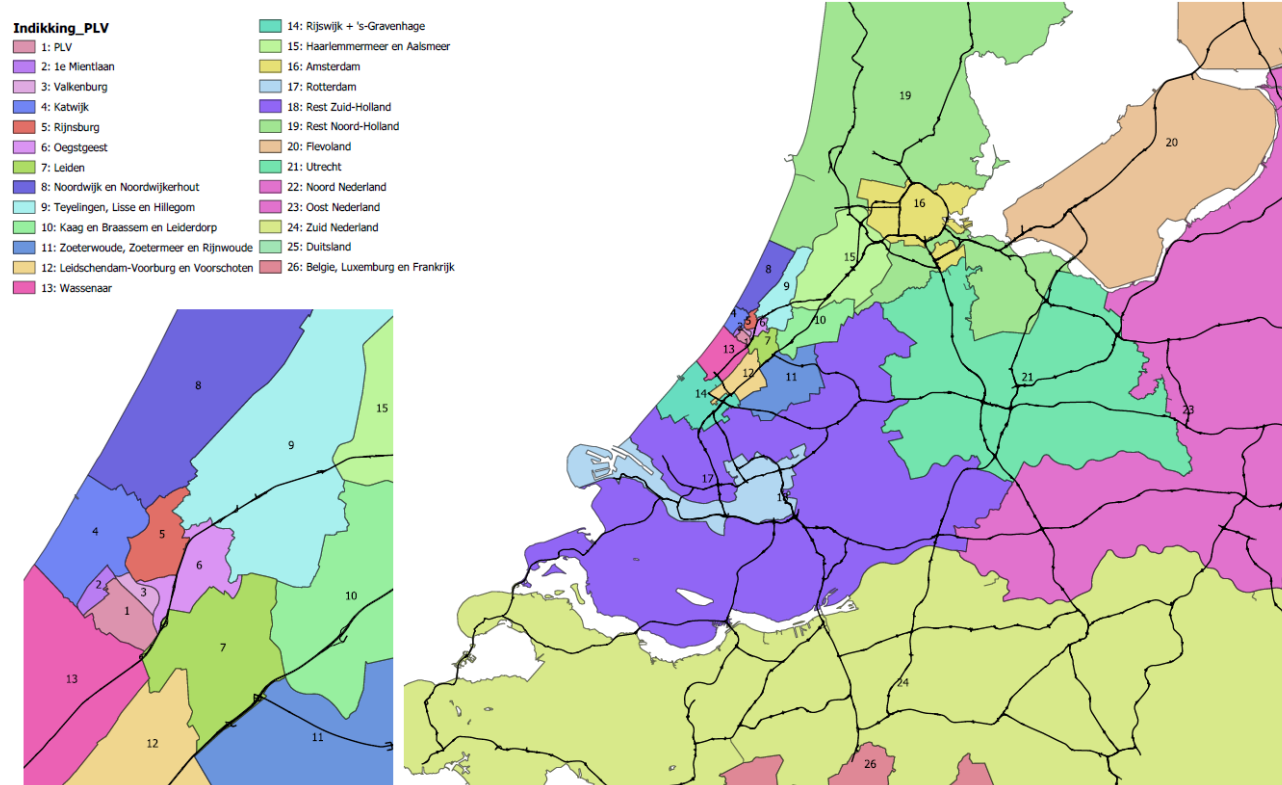 Indikking_PLV
1: PLV
2: 1e Mientlaan
3: Valkenburg
4: Katwijk
5: Rijnsburg
6: Oegstgeest
7: Leiden
8: Noordwijk en Noordwijkerhout
9: Teyelingen, Lisse en Hillegom
10: Kaag en Braassem en Leiderdorp
11: Zoeterwoude, Zoetermeer en Rijnwoude
12: Leidschendam-Voorburg en Voorschoten
13: Wassenaar
14: Rijswijk + 's-Gravenhage
15: Haarlemmermeer en Aalsmeer
16: Amsterdam
17: Rotterdam
18: Rest Zuid-Holland
19: Rest Noord-Holland
20: Flevoland
21: Utrecht
22: Noord Nederland
23: Oost Nederland
24: Zuid Nederland
25: Duitsland
26: Belgie, Luxemburg en Frankrijk
8
15
9
4
5
6
2
3
1
10
7
13
12
11
19
20
16
8
15
9
4
5
6
2
10
1
7
13
12
11
14
21
23
17
18
24
26